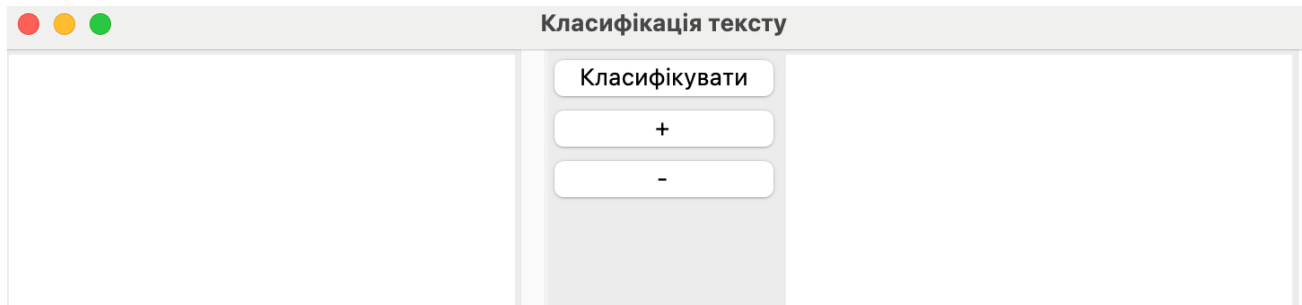 Класифікація тексту
Класифікувати
+
-